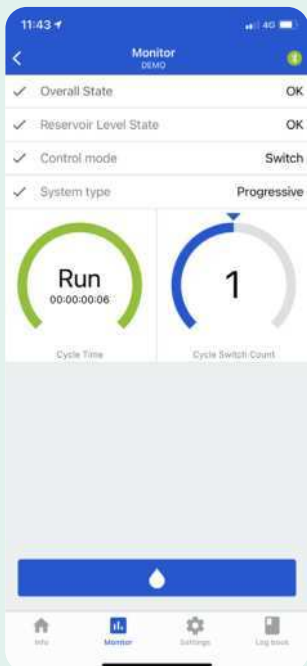 11:43
4G
Monitor
DEMO
Overall State OK
Reservoir Level State OK
Control mode Switch
System type Progressive
Run
00:00:00:06
1
Cycle Time
Cycle Switch Count
Info
Monitor
Settings
Log book